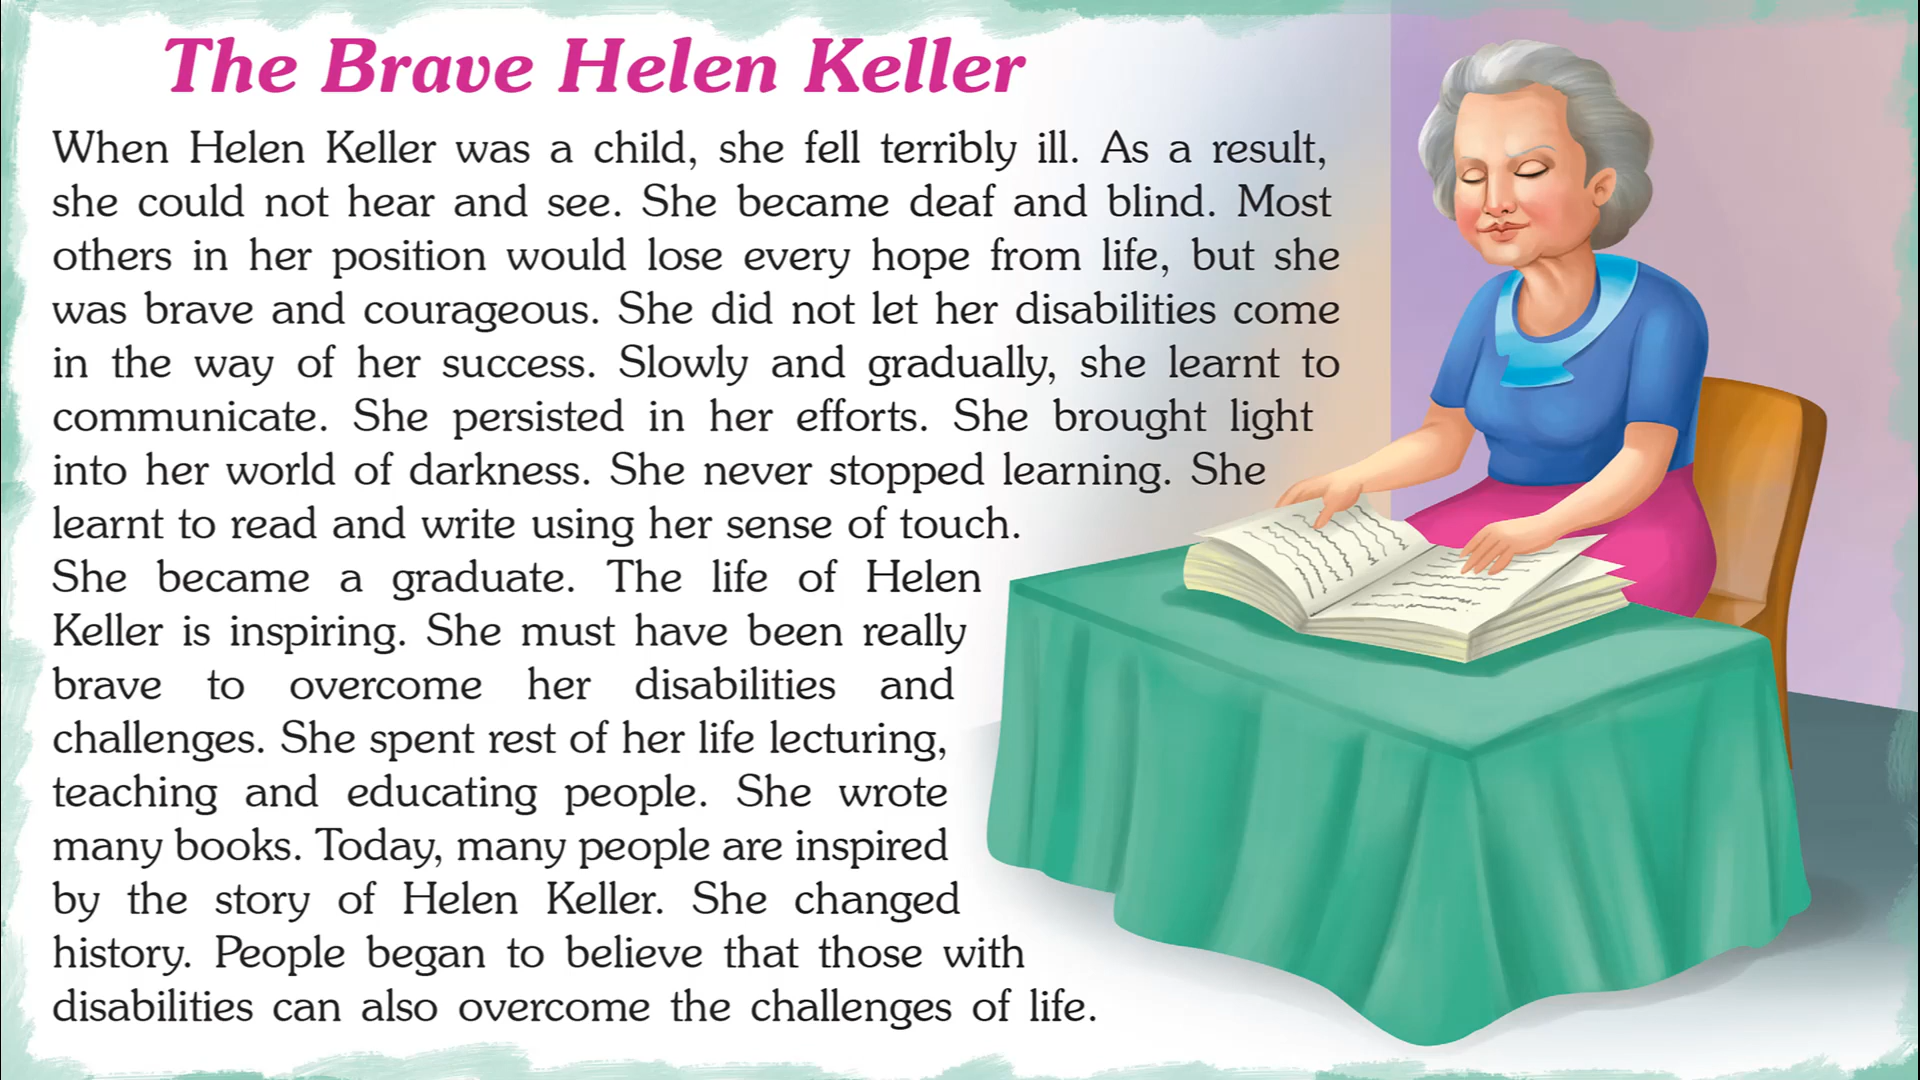 The Brave Helen Keller
When Helen Keller was a child, she fell terribly ill. As a result,
she could not hear and see. She became deaf and blind. Most
others in her position would lose every hope from life, but she
was brave and courageous. She did not let her disabilities come
in the way of her success. Slowly and gradually, she learnt to
communicate. She persisted in her efforts. She brought light
into her world of darkness. She never stopped learning. She
learnt to read and write using her sense of touch.
She became a graduate. The life of Helen
Keller is inspiring. She must have been really
brave to overcome her disabilities and
challenges. She spent rest of her life lecturing,
teaching and educating people. She wrote
many books. Today, many people are inspired
by the story of Helen Keller. She changed
history. People began to believe that those with
disabilities can also overcome the challenges of life.